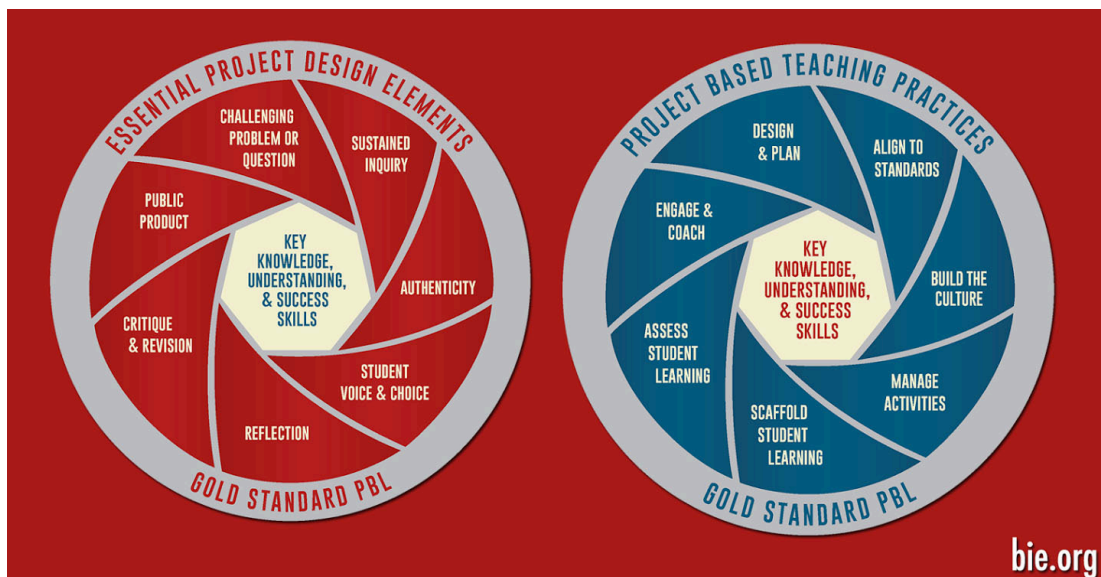 ESSENTIAL PROJECT DESIGN ELEMENTS
CHALLENGING
PROBLEM OR
QUESTION
SUSTAINED
INQUIRY
AUTHENTICITY
STUDENT
VOICE & CHOICE
REFLECTION
CRITIQUE
& REVISION
PUBLIC
PRODUCT
KEY
KNOWLEDGE,
UNDERSTANDING,
& SUCCESS
SKILLS
GOLD STANDARD PBL
PROJECT BASED TEACHING PRACTICES
DESIGN
& PLAN
ALIGN TO
STANDARDS
BUILD THE
CULTURE
MANAGE
ACTIVITIES
SCAFFOLD
STUDENT
LEARNING
ASSESS
STUDENT
LEARNING
ENGAGE &
COACH
KEY
KNOWLEDGE,
UNDERSTANDING,
& SUCCESS
SKILLS
GOLD STANDARD PBL
bie.org